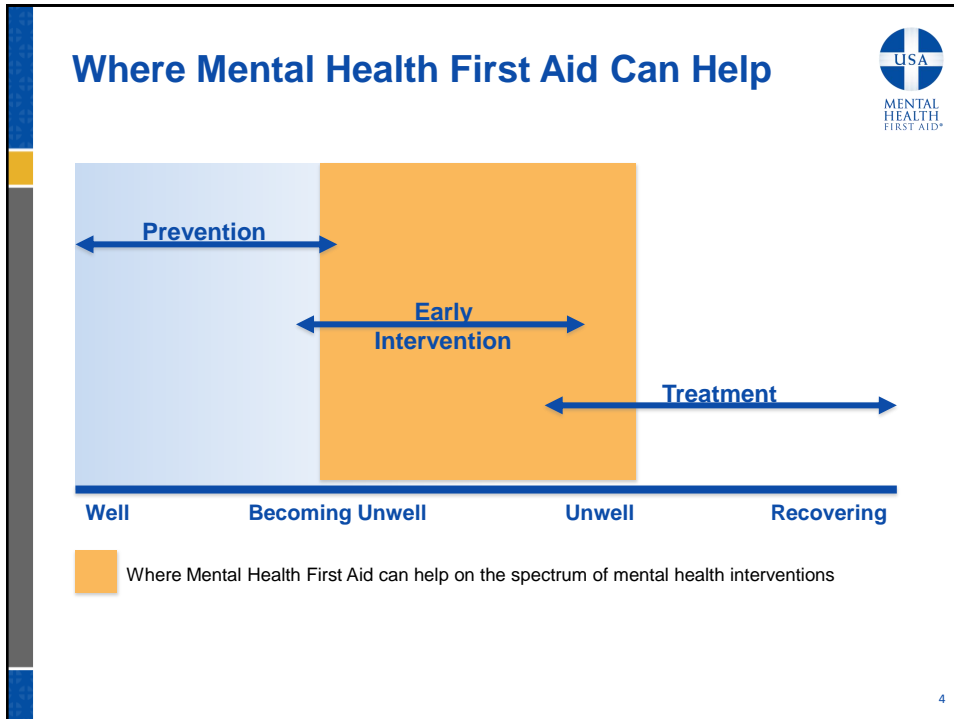 Where Mental Health First Aid Can Help
USA
MENTAL
HEALTH
FIRST AID®
Prevention
Early
Intervention
Treatment
Well Becoming Unwell Unwell Recovering
Where Mental Health First Aid can help on the spectrum of mental health interventions
4